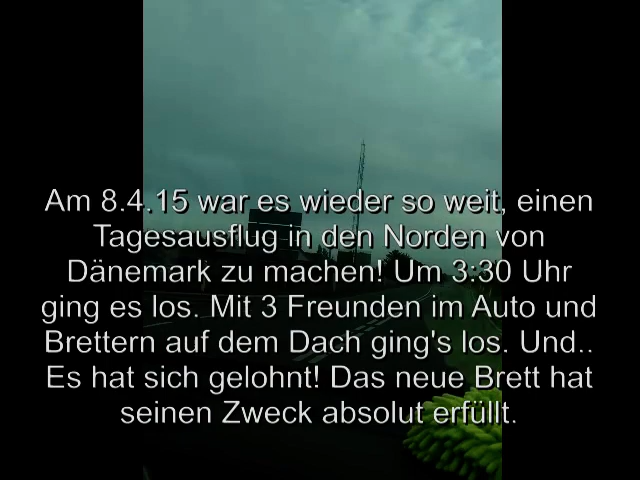 Am 8.4.15 war es wieder so weit, einen
Tagesausflug in den Norden von
Dänemark zu machen! Um 3:30 Uhr
ging es los. Mit 3 Freunden im Auto und
Brettern auf dem Dach ging's los. Und..
Es hat sich gelohnt! Das neue Brett hat
seinen Zweck absolut erfüllt.